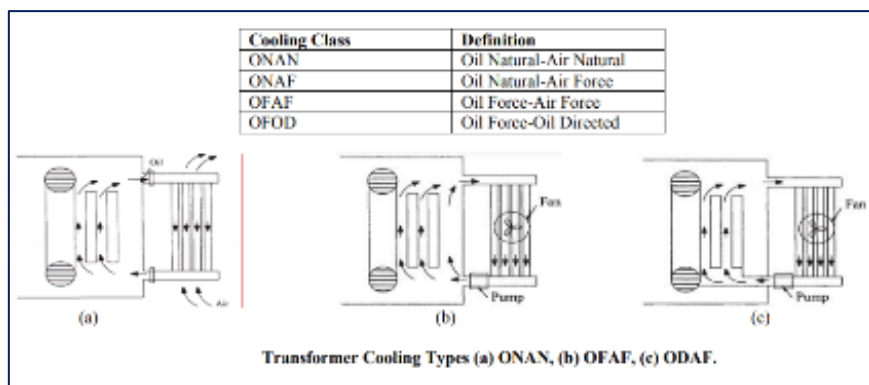 Cooling Class Definition
ONAN Oil Natural-Air Natural
ONAF Oil Natural-Air Force
OFAF Oil Force-Air Force
OFOD Oil Force-Oil Directed
Oil
Air
(a)
Fan
Pump
(b)
Fan
Pump
(c)
Transformer Cooling Types (a) ONAN, (b) OFAF, (c) ODAF.